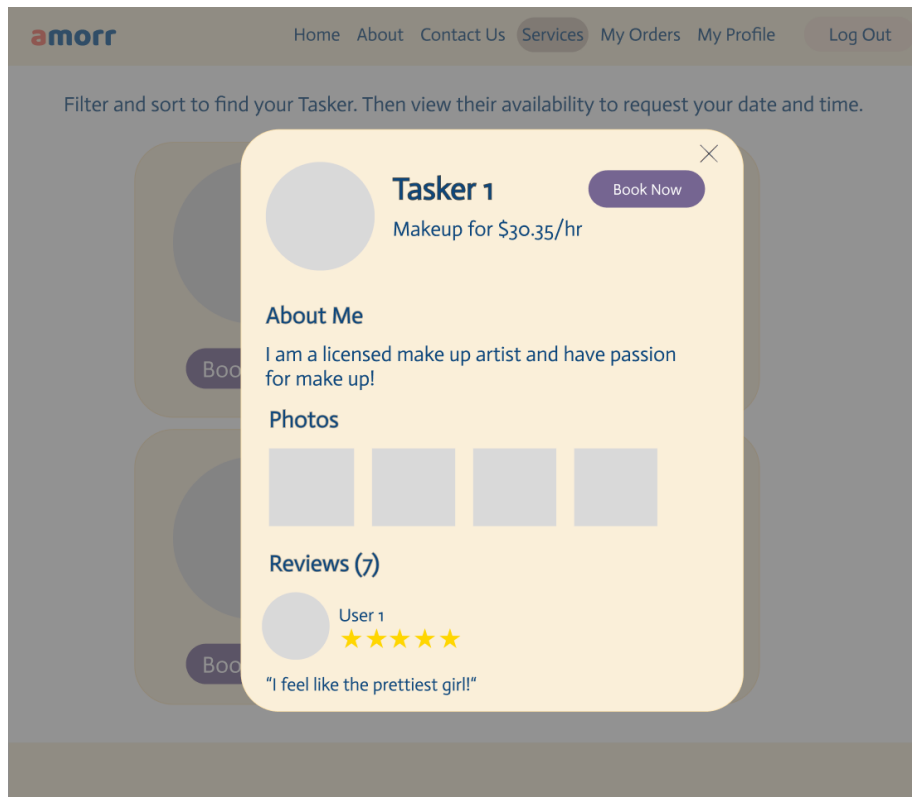 amorr
Home About Contact Us Services My Orders My Profile Log Out
Filter and sort to find your Tasker. Then view their availability to request your date and time.
Tasker 1
Book Now
Makeup for $30.35/hr
About Me
I am a licensed make up artist and have passion
for make up!
Photos
Reviews (7)
User 1
★★★★★
“I feel like the prettiest girl!“
Boo
Boo